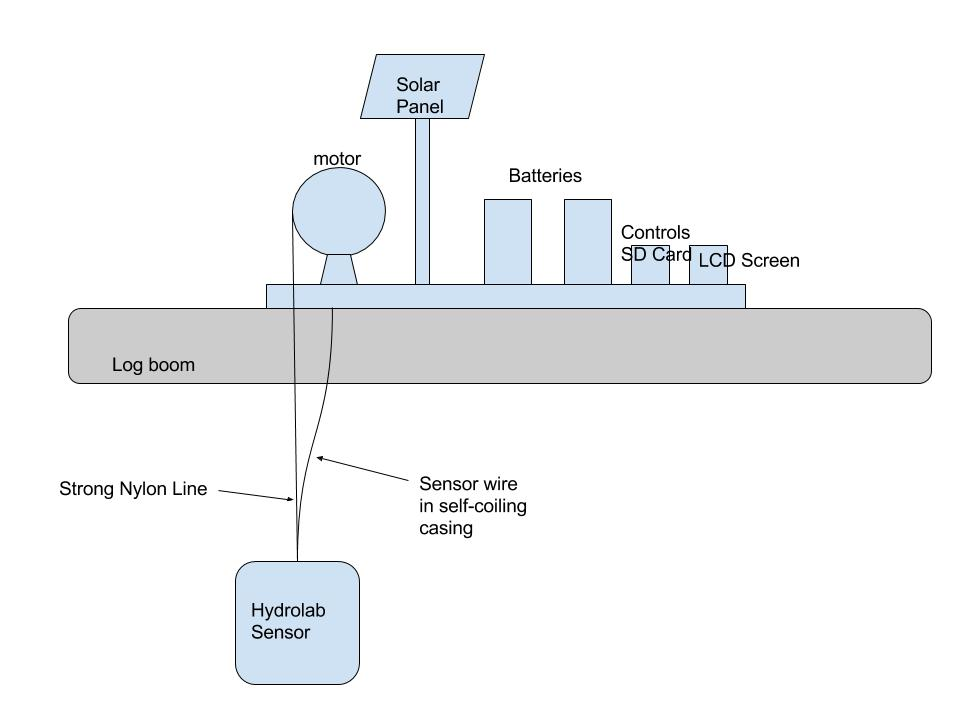 Solar
Panel
motor
Batteries
Controls
SD Card
LCD Screen
Log boom
Strong Nylon Line
Sensor wire
in self-coiling
casing
Hydrolab
Sensor